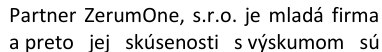 Partner ZerumOne, s.r.o. je mladá firma
a preto jej skúsenosti s výskumom sú